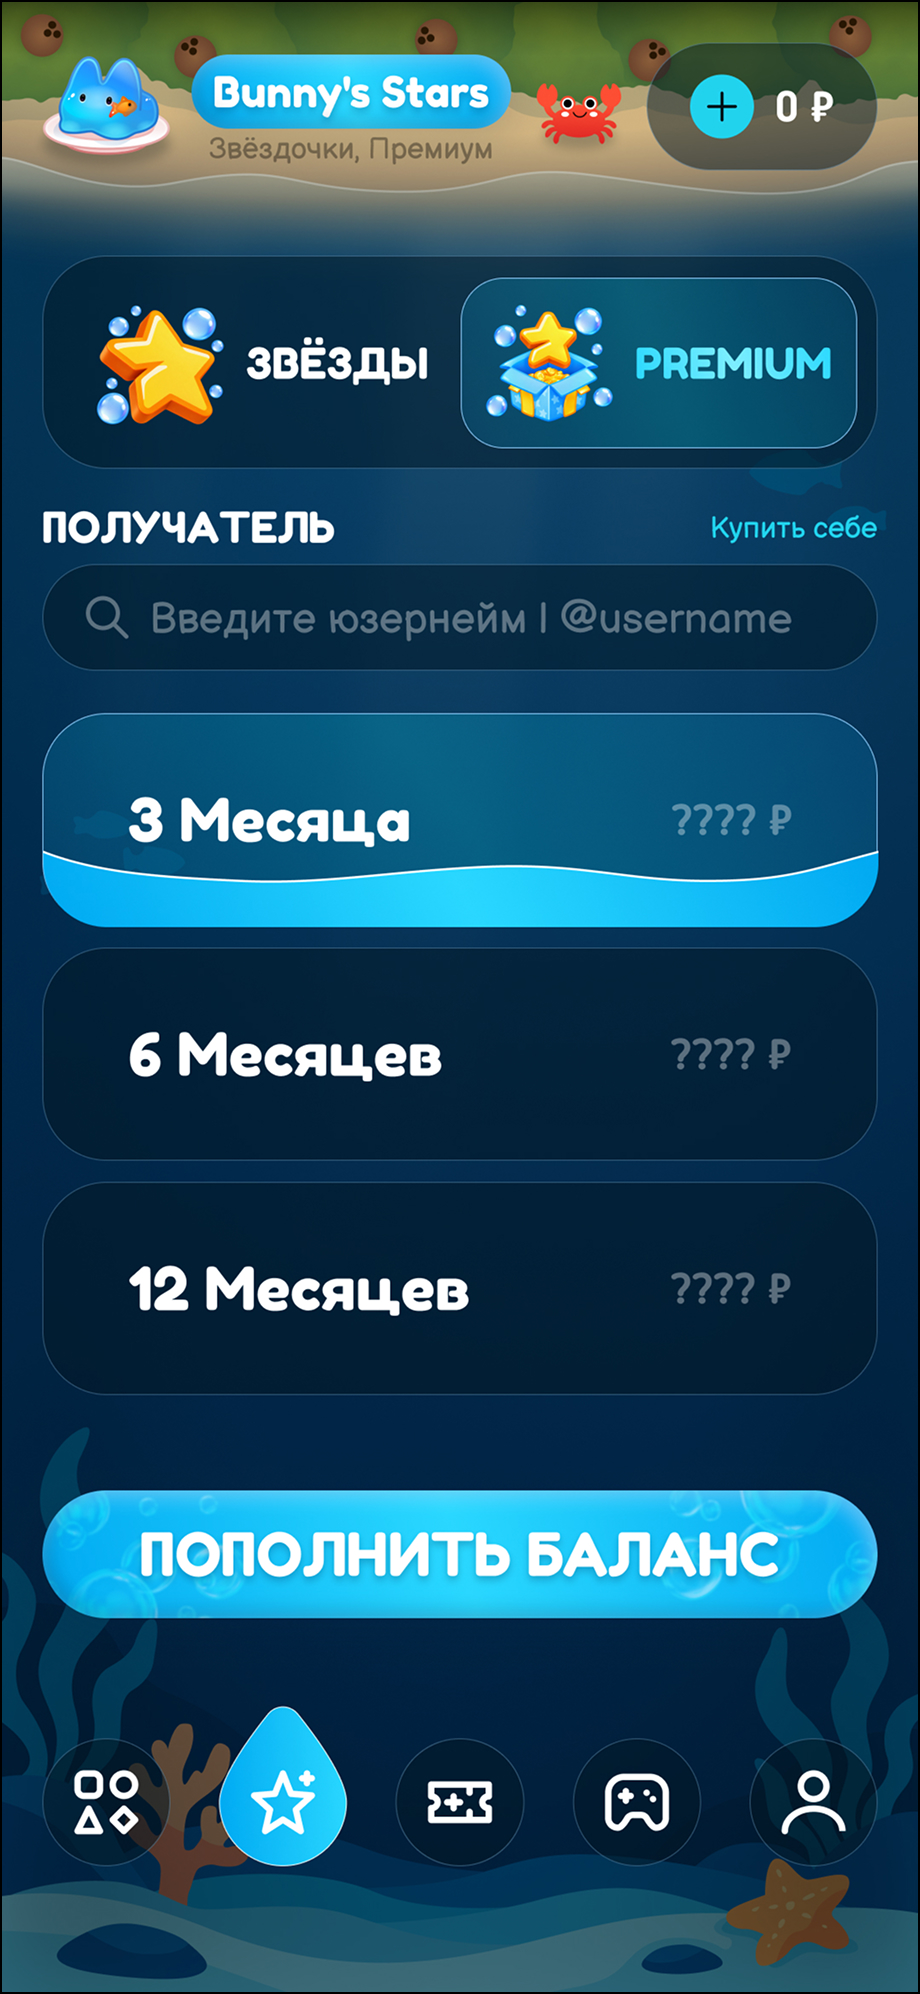 Bunny's Stars
Звёздочки, Премиум
0 ₽
ЗВЁЗДЫ
PREMIUM
ПОЛУЧАТЕЛЬ
Купить себе
Введите юзернейм | @username
3 Месяца
???? ₽
6 Месяцев
???? ₽
12 Месяцев
???? ₽
ПОПОЛНИТЬ БАЛАНС